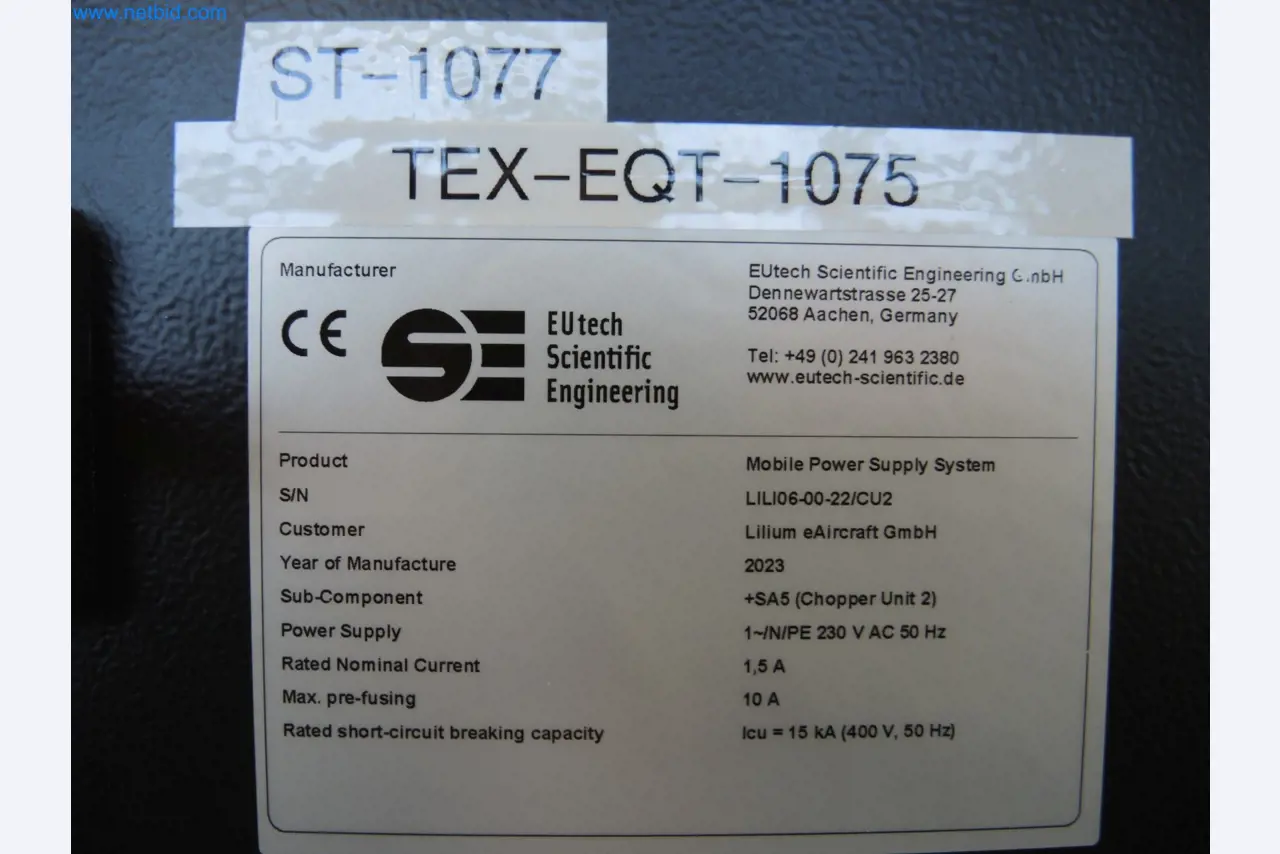 www.netbid.com
ST-1077
TEX-EQT-1075
Manufacturer
CE
SE
EUtech
Scientific
Engineering
EUtech Scientific Engineering GmbH
Dennewartstrasse 25-27
52068 Aachen, Germany
Tel: +49 (0) 241 963 2380
www.eutech-scientific.de
Product Mobile Power Supply System
S/N LILI06-00-22/CU2
Customer Lilium eAircraft GmbH
Year of Manufacture 2023
Sub-Component +SA5 (Chopper Unit 2)
Power Supply 1~/N/PE 230 V AC 50 Hz
Rated Nominal Current 1,5 A
Max. pre-fusing 10 A
Rated short-circuit breaking capacity Icu = 15 kA (400 V, 50 Hz)